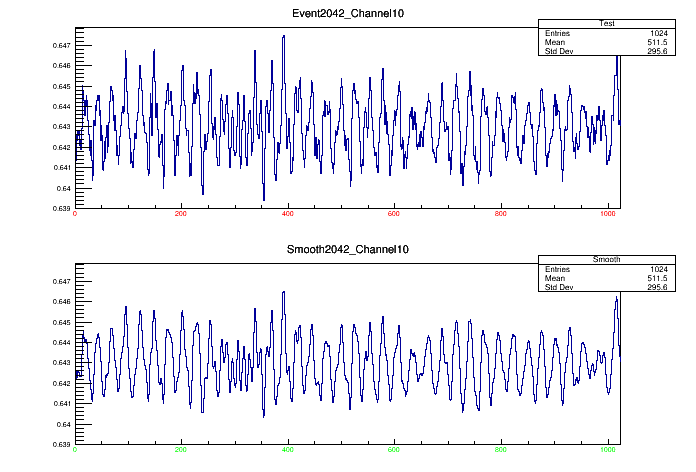 Event2042_Channel10
Test
Entries 1024
Mean 511.5
Std Dev 295.6
0.647
0.646
0.645
0.644
0.643
0.642
0.641
0.64
0.639
0 200 400 600 800 1000
Smooth2042_Channel10
Smooth
Entries 1024
Mean 511.5
Std Dev 295.6
0.647
0.646
0.645
0.644
0.643
0.642
0.641
0.64
0.639
0 200 400 600 800 1000